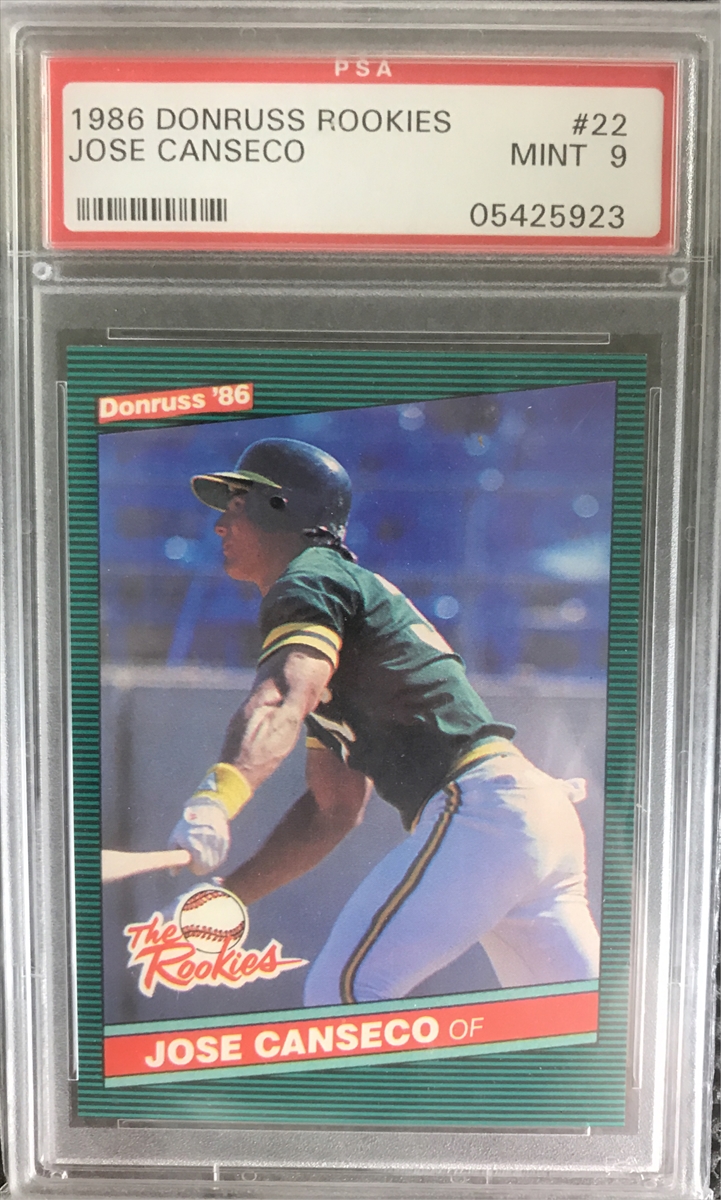 PSA
1986 DONRUSS ROOKIES #22
JOSE CANSECO MINT 9
05425923
Donruss '86
The
Rookies
JOSE CANSECO OF